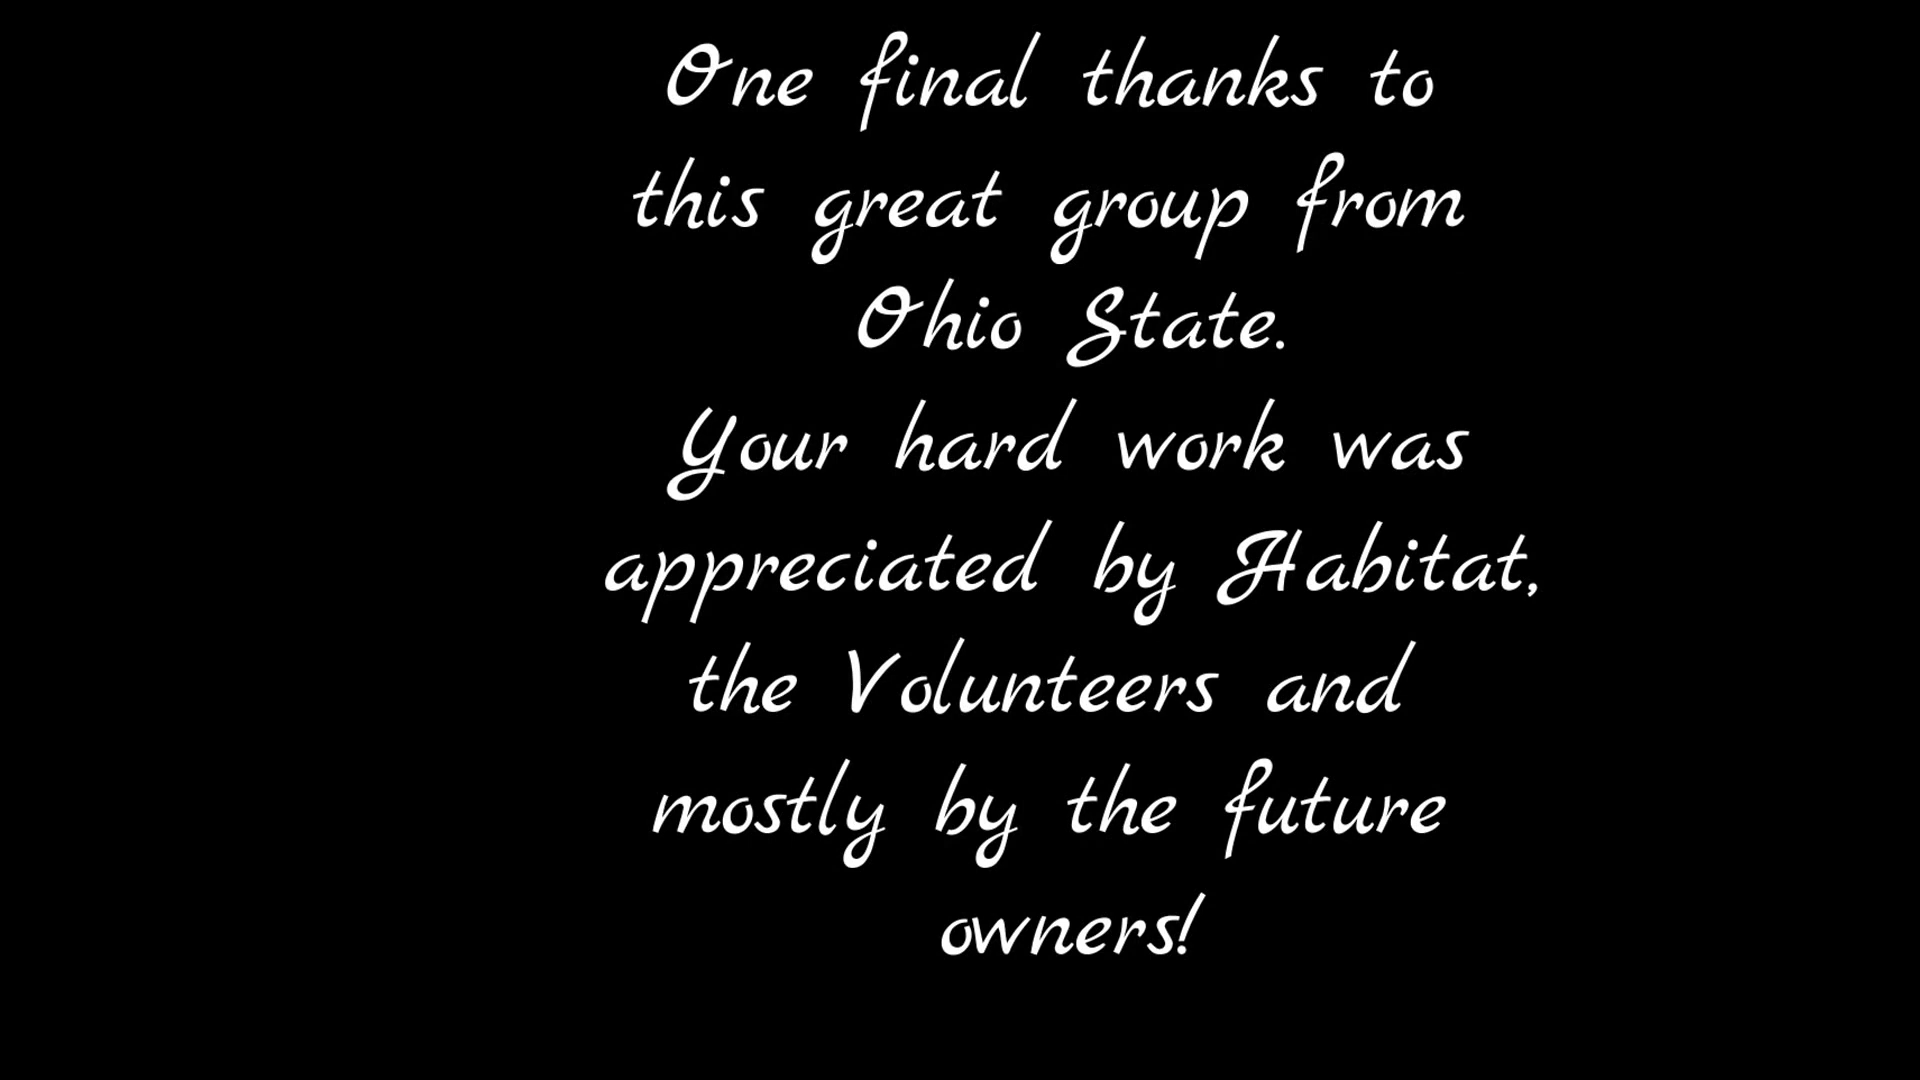 One final thanks to
this great group from
Ohio State.
Your hard work was
appreciated by Habitat,
the Volunteers and
mostly by the future
owners!